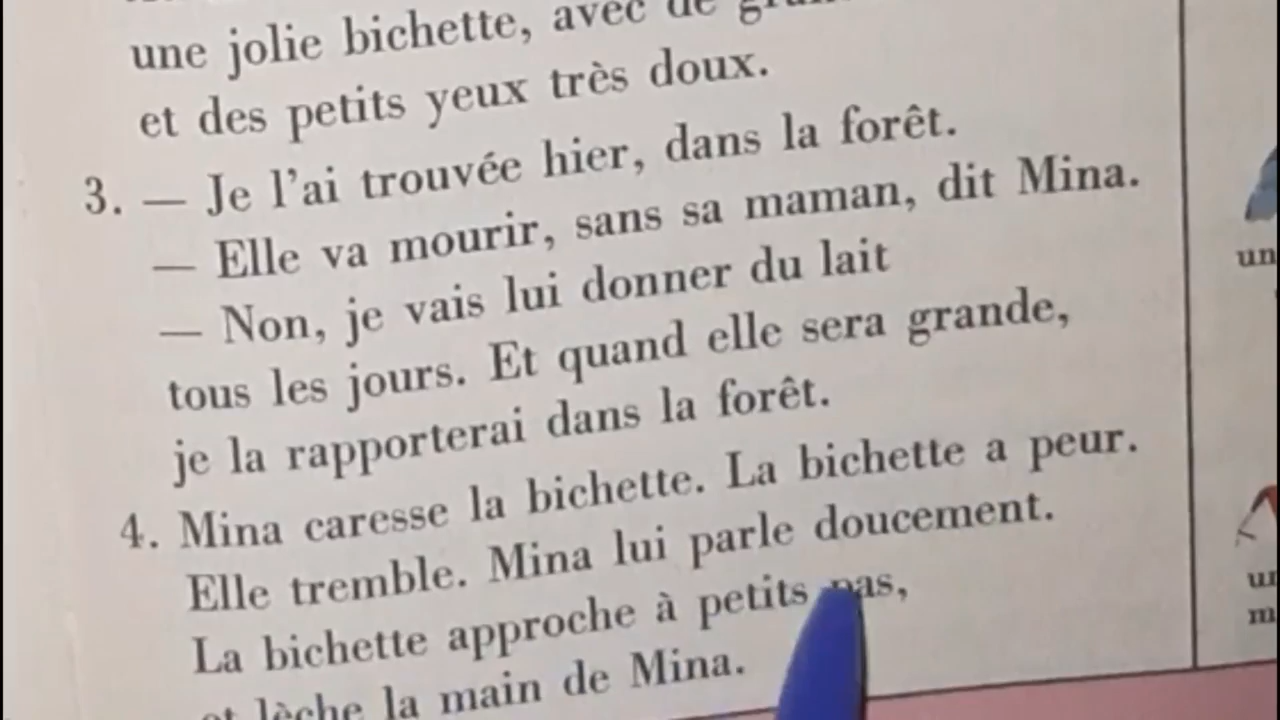 une jolie bichette, avec de
et des petits yeux très doux.
3. — Je l'ai trouvée hier, dans la forêt.
— Elle va mourir, sans sa maman, dit Mina.
— Non, je vais lui donner du lait
tous les jours. Et quand elle sera grande,
je la rapporterai dans la forêt.
4. Mina caresse la bichette. La bichette a peur.
Elle tremble. Mina lui parle doucement.
La bichette approche à petits pas,
et lèche la main de Mina.
un